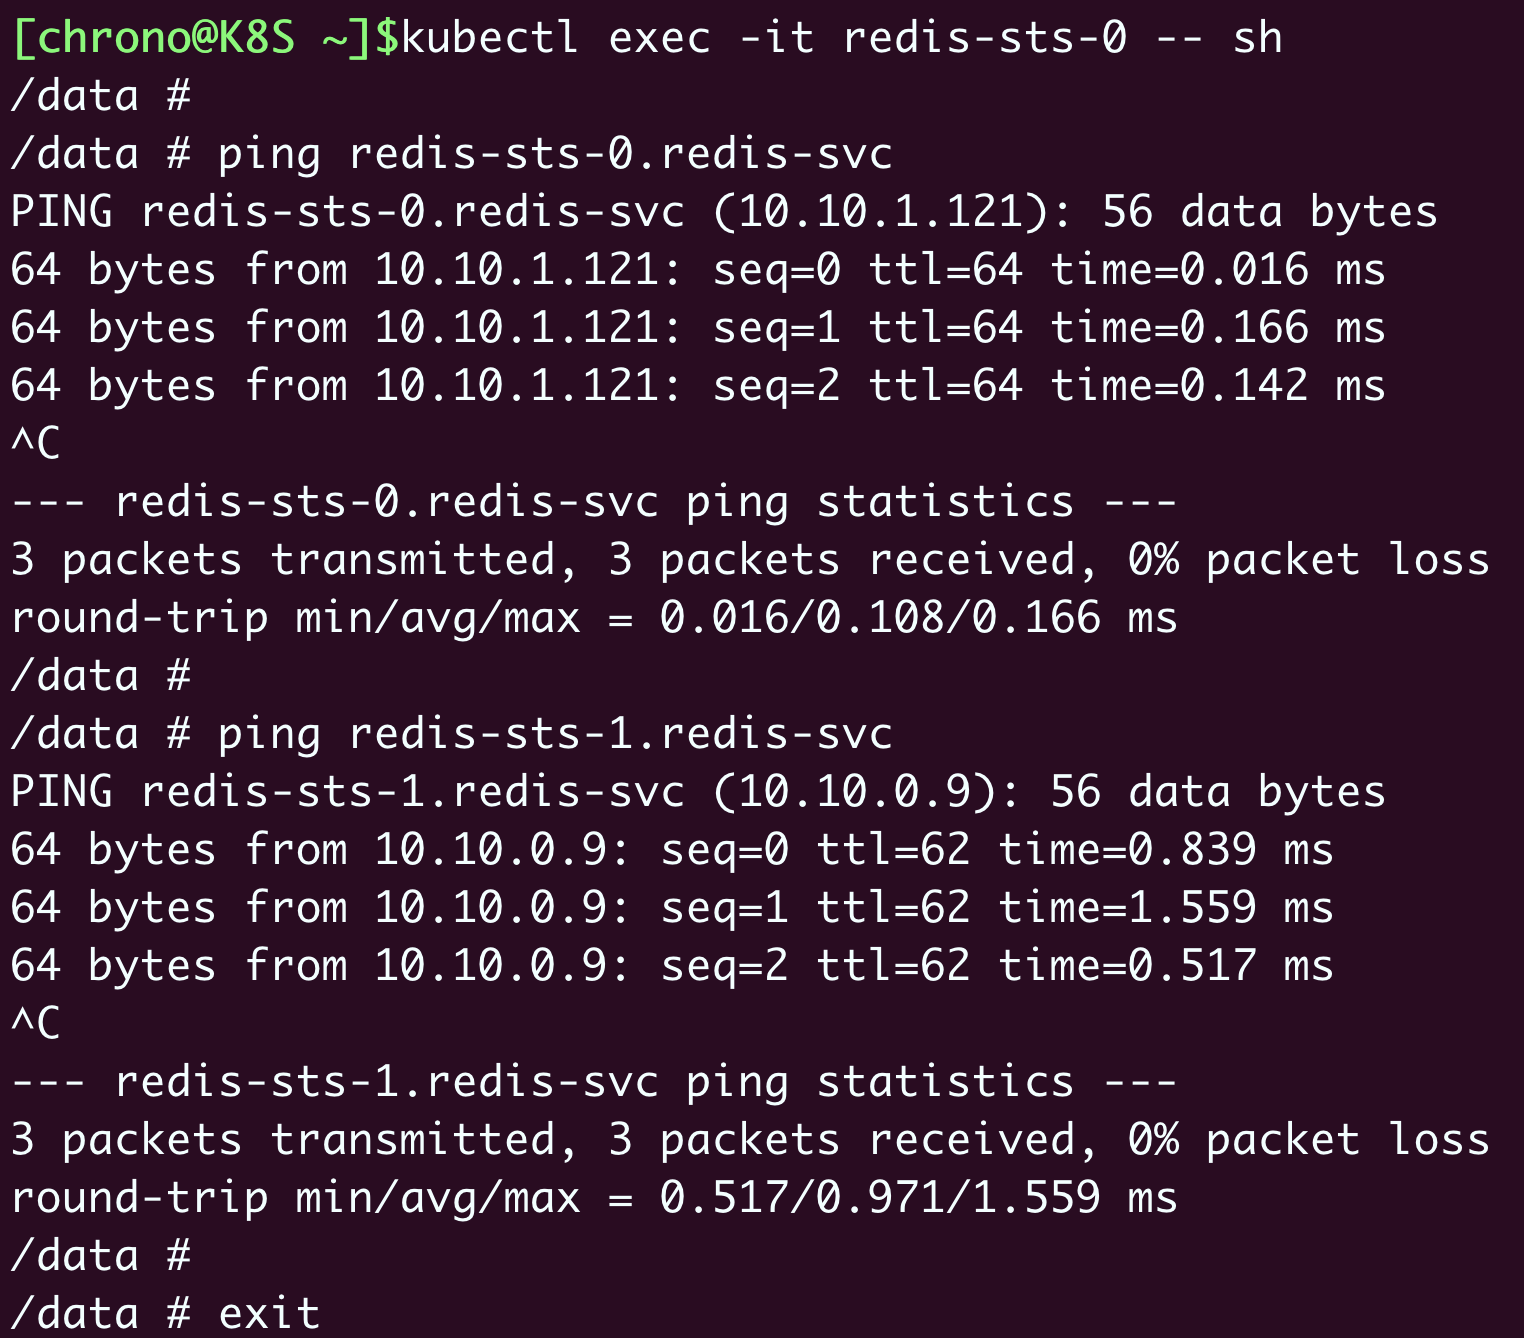 [chrono@K8S ~]$kubectl exec -it redis-sts-0 -- sh
/data #
/data # ping redis-sts-0.redis-svc
PING redis-sts-0.redis-svc (10.10.1.121): 56 data bytes
64 bytes from 10.10.1.121: seq=0 ttl=64 time=0.016 ms
64 bytes from 10.10.1.121: seq=1 ttl=64 time=0.166 ms
64 bytes from 10.10.1.121: seq=2 ttl=64 time=0.142 ms
^C
--- redis-sts-0.redis-svc ping statistics ---
3 packets transmitted, 3 packets received, 0% packet loss
round-trip min/avg/max = 0.016/0.108/0.166 ms
/data #
/data # ping redis-sts-1.redis-svc
PING redis-sts-1.redis-svc (10.10.0.9): 56 data bytes
64 bytes from 10.10.0.9: seq=0 ttl=62 time=0.839 ms
64 bytes from 10.10.0.9: seq=1 ttl=62 time=1.559 ms
64 bytes from 10.10.0.9: seq=2 ttl=62 time=0.517 ms
^C
--- redis-sts-1.redis-svc ping statistics ---
3 packets transmitted, 3 packets received, 0% packet loss
round-trip min/avg/max = 0.517/0.971/1.559 ms
/data #
/data # exit